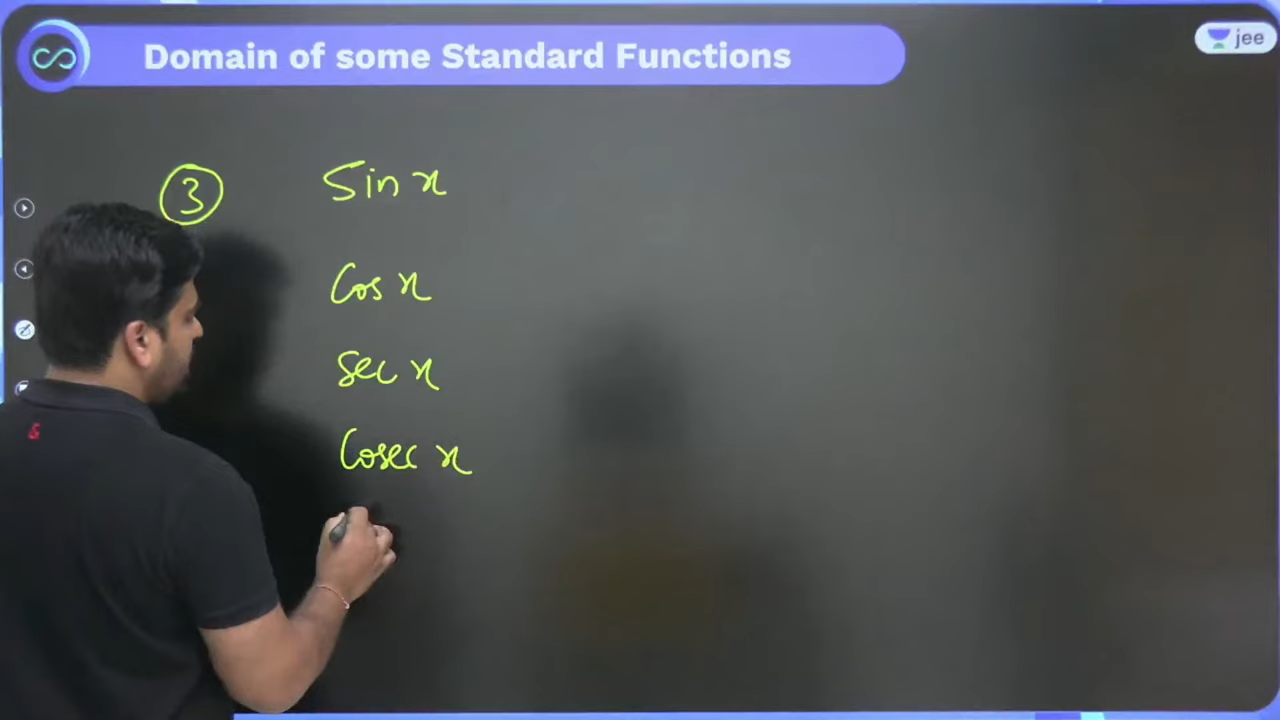 Domain of some Standard Functions
jee
3
Sin x
Cos x
sec x
Cosec x